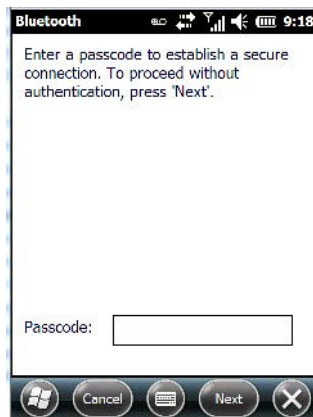 Bluetooth 9:18
Enter a passcode to establish a secure
connection. To proceed without
authentication, press 'Next'.
Passcode:
Cancel Next